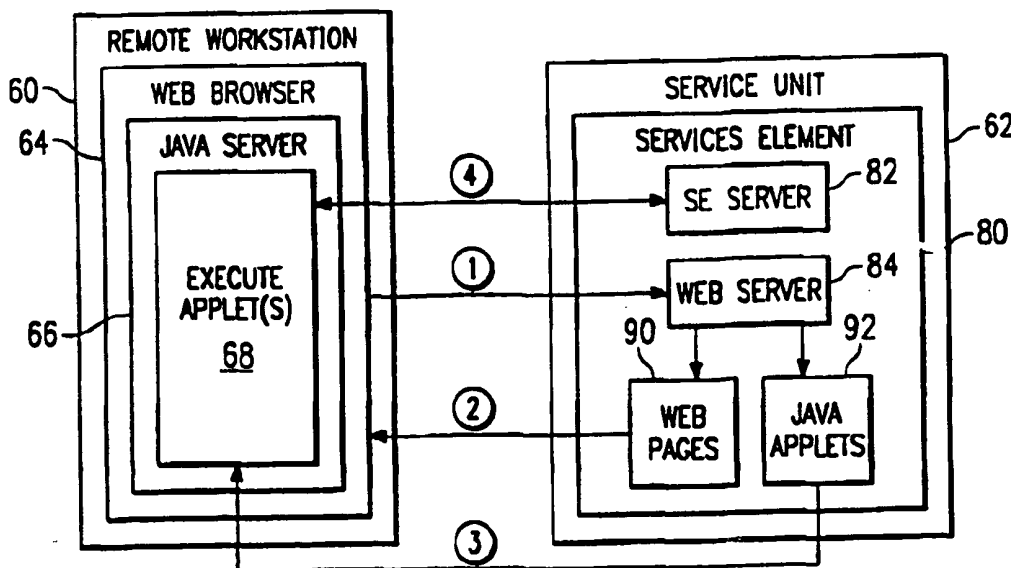 REMOTE WORKSTATION
WEB BROWSER
JAVA SERVER
EXECUTE
APPLET(S)
68
60
64
66
4
1
2
3
SERVICE UNIT
SERVICES ELEMENT
SE SERVER
WEB SERVER
WEB
PAGES
JAVA
APPLETS
62
82
80
84
90
92